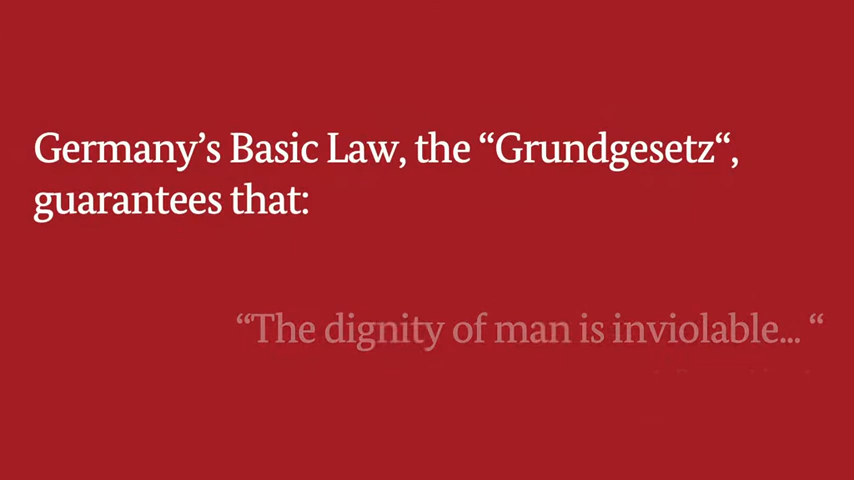 Germany’s Basic Law, the “Grundgesetz“,
guarantees that:
“The dignity of man is inviolable... “